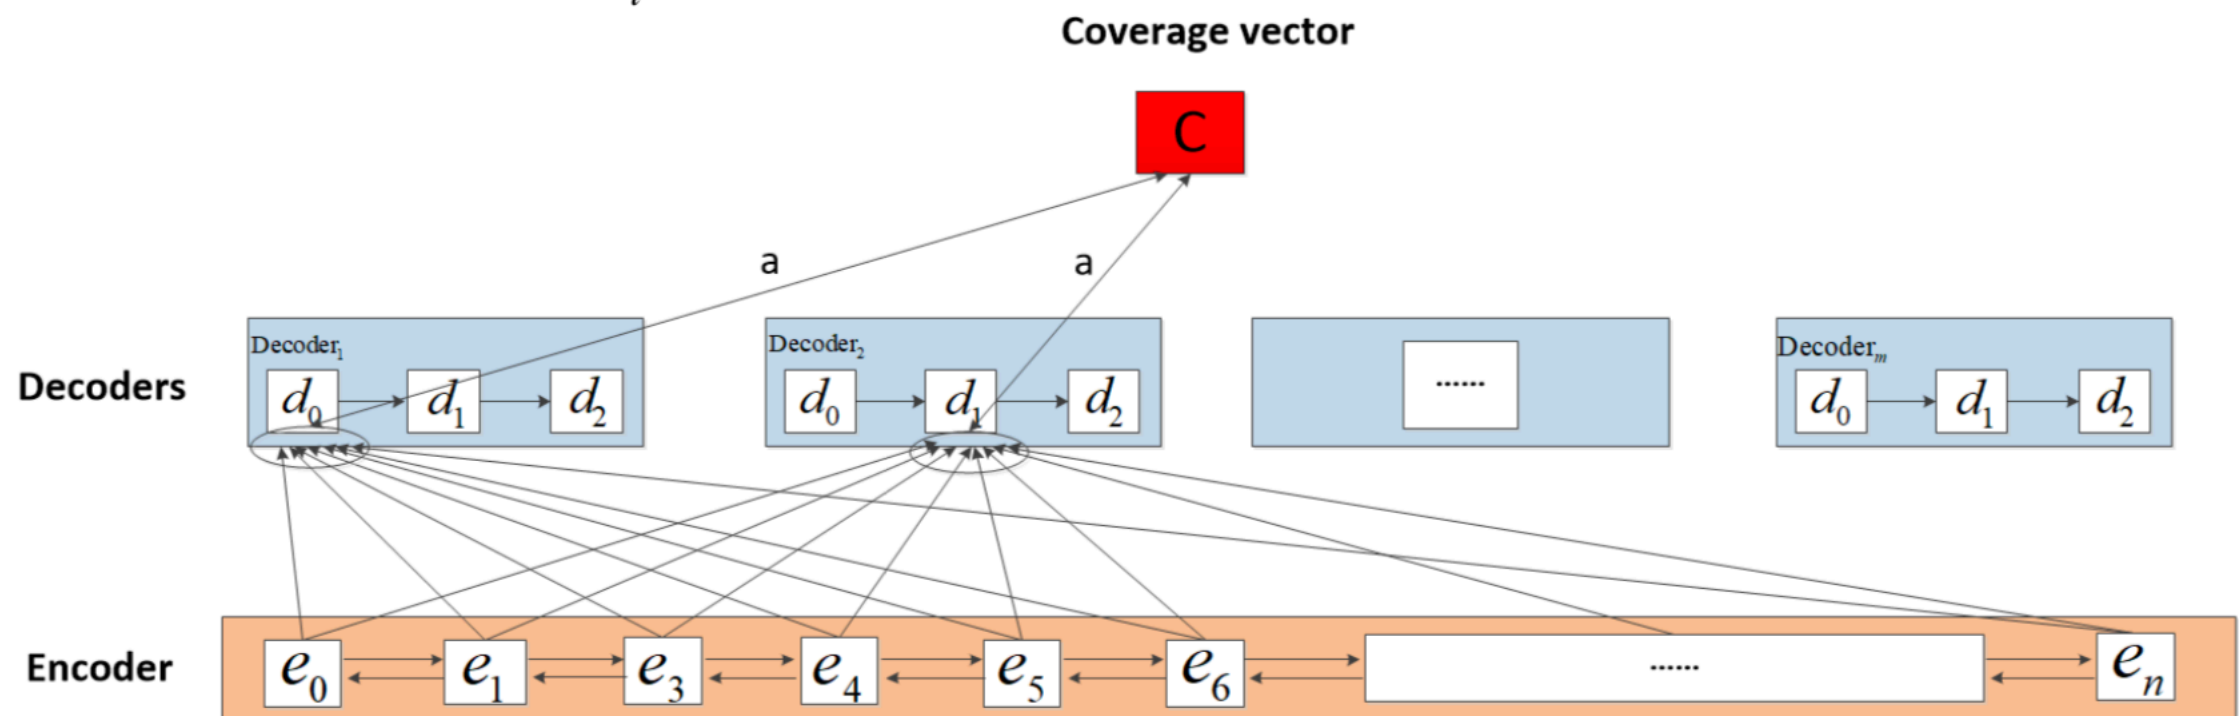 Coverage vector
C
a a
Decoder₁ Decoder₂ ...... Decoderₘ
Decoders d₀ d₁ d₂ d₀ d₁ d₂ d₀ d₁ d₂
Encoder e₀ e₁ e₃ e₄ e₅ e₆ ...... eₙ